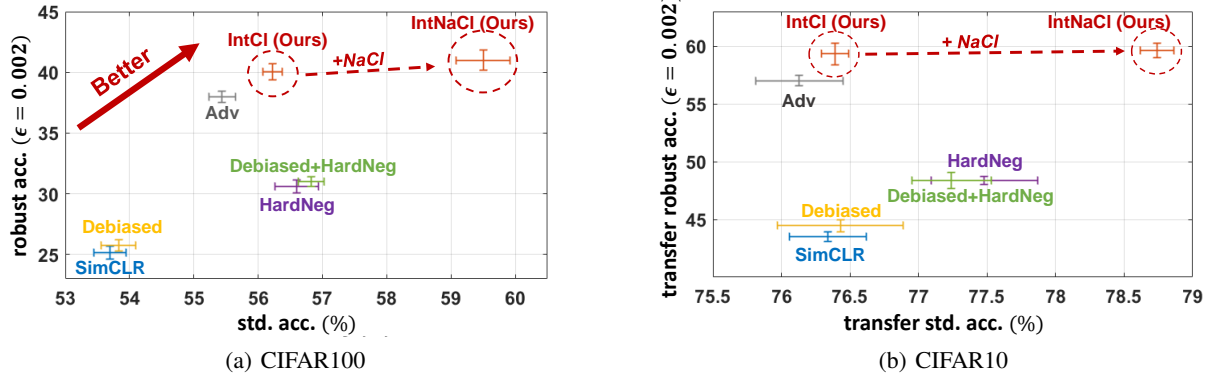 robust acc. (ϵ = 0.002)
45
40
35
30
25
Better
IntCl (Ours)
IntNaCl (Ours)
+NaCl
Adv
Debiased+HardNeg
HardNeg
Debiased
SimCLR
53 54 55 56 57 58 59 60
std. acc. (%)
(a) CIFAR100
transfer robust acc. (ϵ = 0.002)
60
55
50
45
IntCl (Ours)
IntNaCl (Ours)
+ NaCl
Adv
HardNeg
Debiased+HardNeg
Debiased
SimCLR
75.5 76 76.5 77 77.5 78 78.5 79
transfer std. acc. (%)
(b) CIFAR10